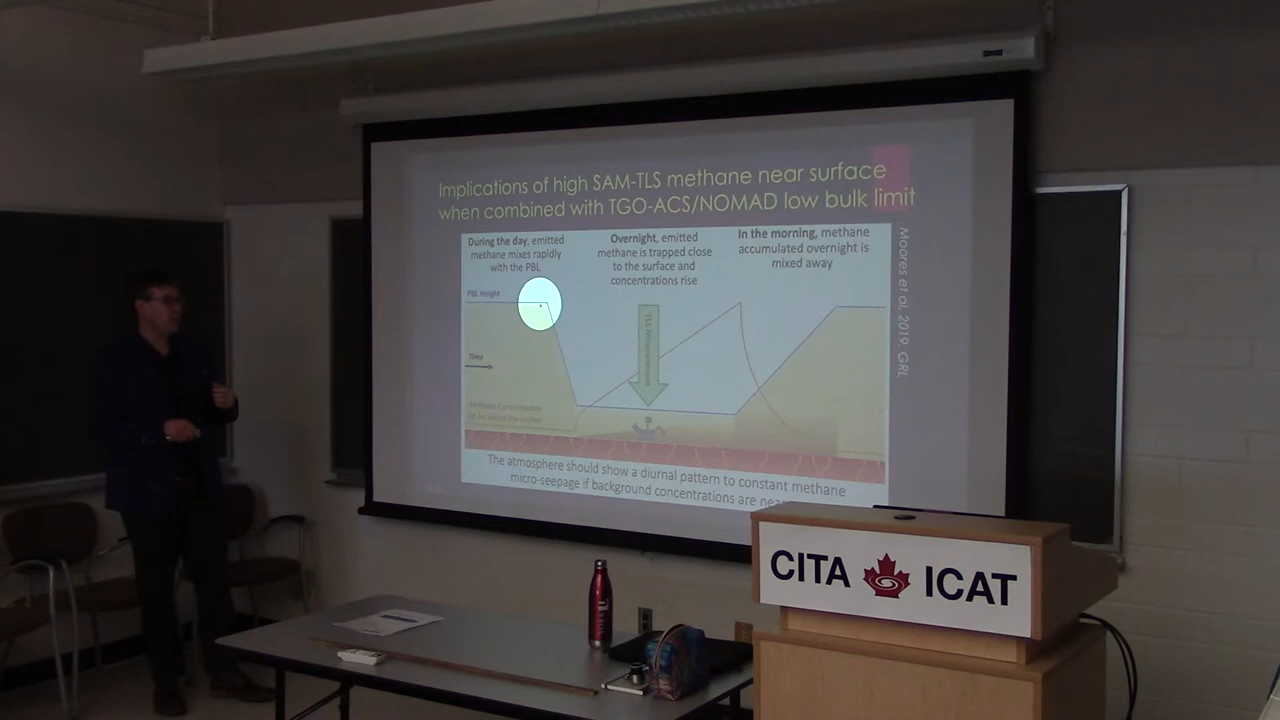 Implications of high SAM-TLS methane near surface
when combined with TGO-ACS/NOMAD low bulk limit
During the day, emitted
methane mixes rapidly
with the PBL
Overnight, emitted
methane is trapped close
to the surface and
concentrations rise
In the morning, methane
accumulated overnight is
mixed away
PBL Height
TLS Measurement
Time
Methane Concentration
Moores et al. 2019, GRL
The atmosphere should show a diurnal pattern to constant methane
micro-seepage if background concentrations are
CITA ICAT